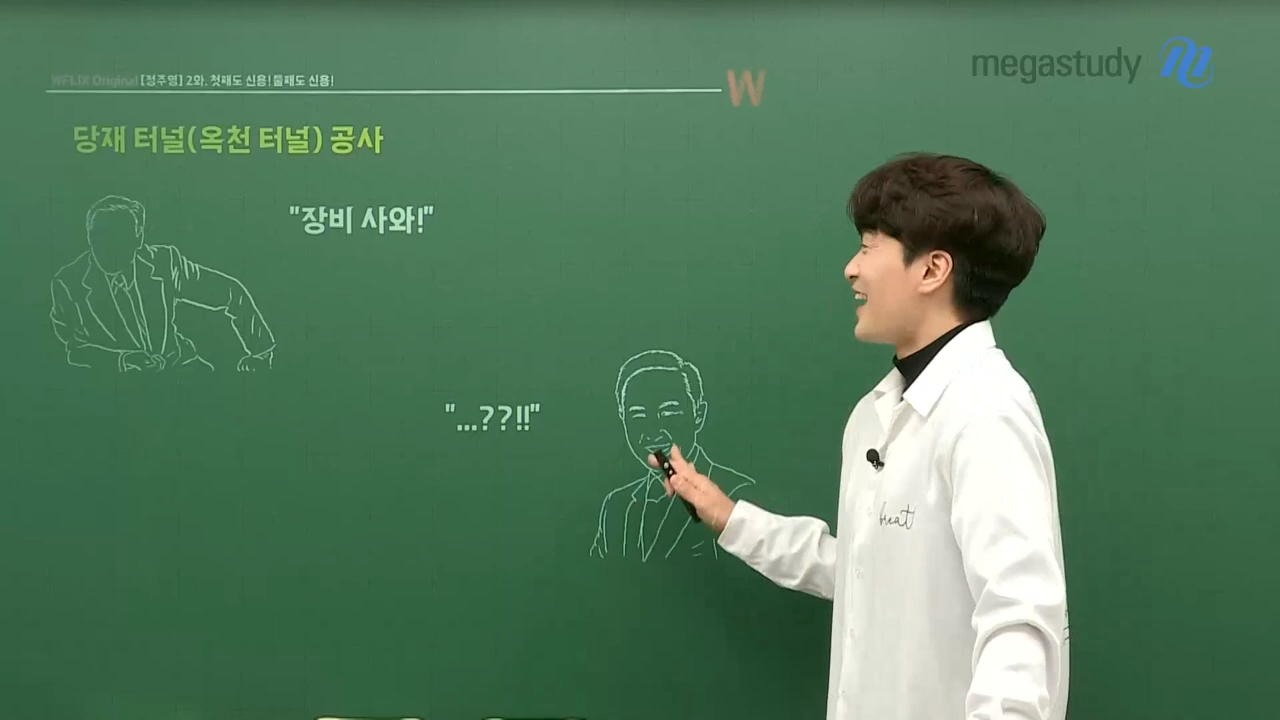 WFLIX Original [정주영] 2화. 첫째도 신용! 둘째도 신용!
W
megastudy
당재 터널(옥천 터널) 공사
"장비 사와!"
"...??!!"
great